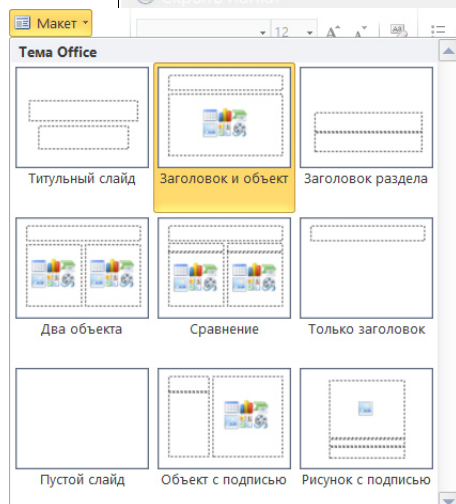 Макет
12
Тема Office
Титульный слайд
Заголовок и объект
Заголовок раздела
Два объекта
Сравнение
Только заголовок
Пустой слайд
Объект с подписью
Рисунок с подписью